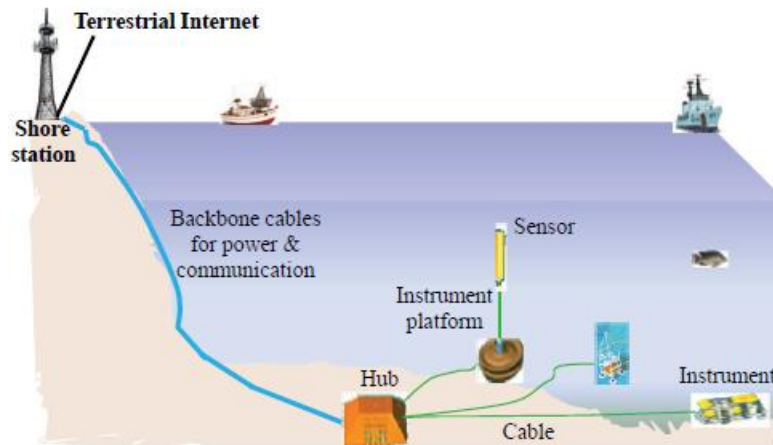 Terrestrial Internet
Shore
station
Backbone cables
for power &
communication
Sensor
Instrument
platform
Hub
Instrument
Cable